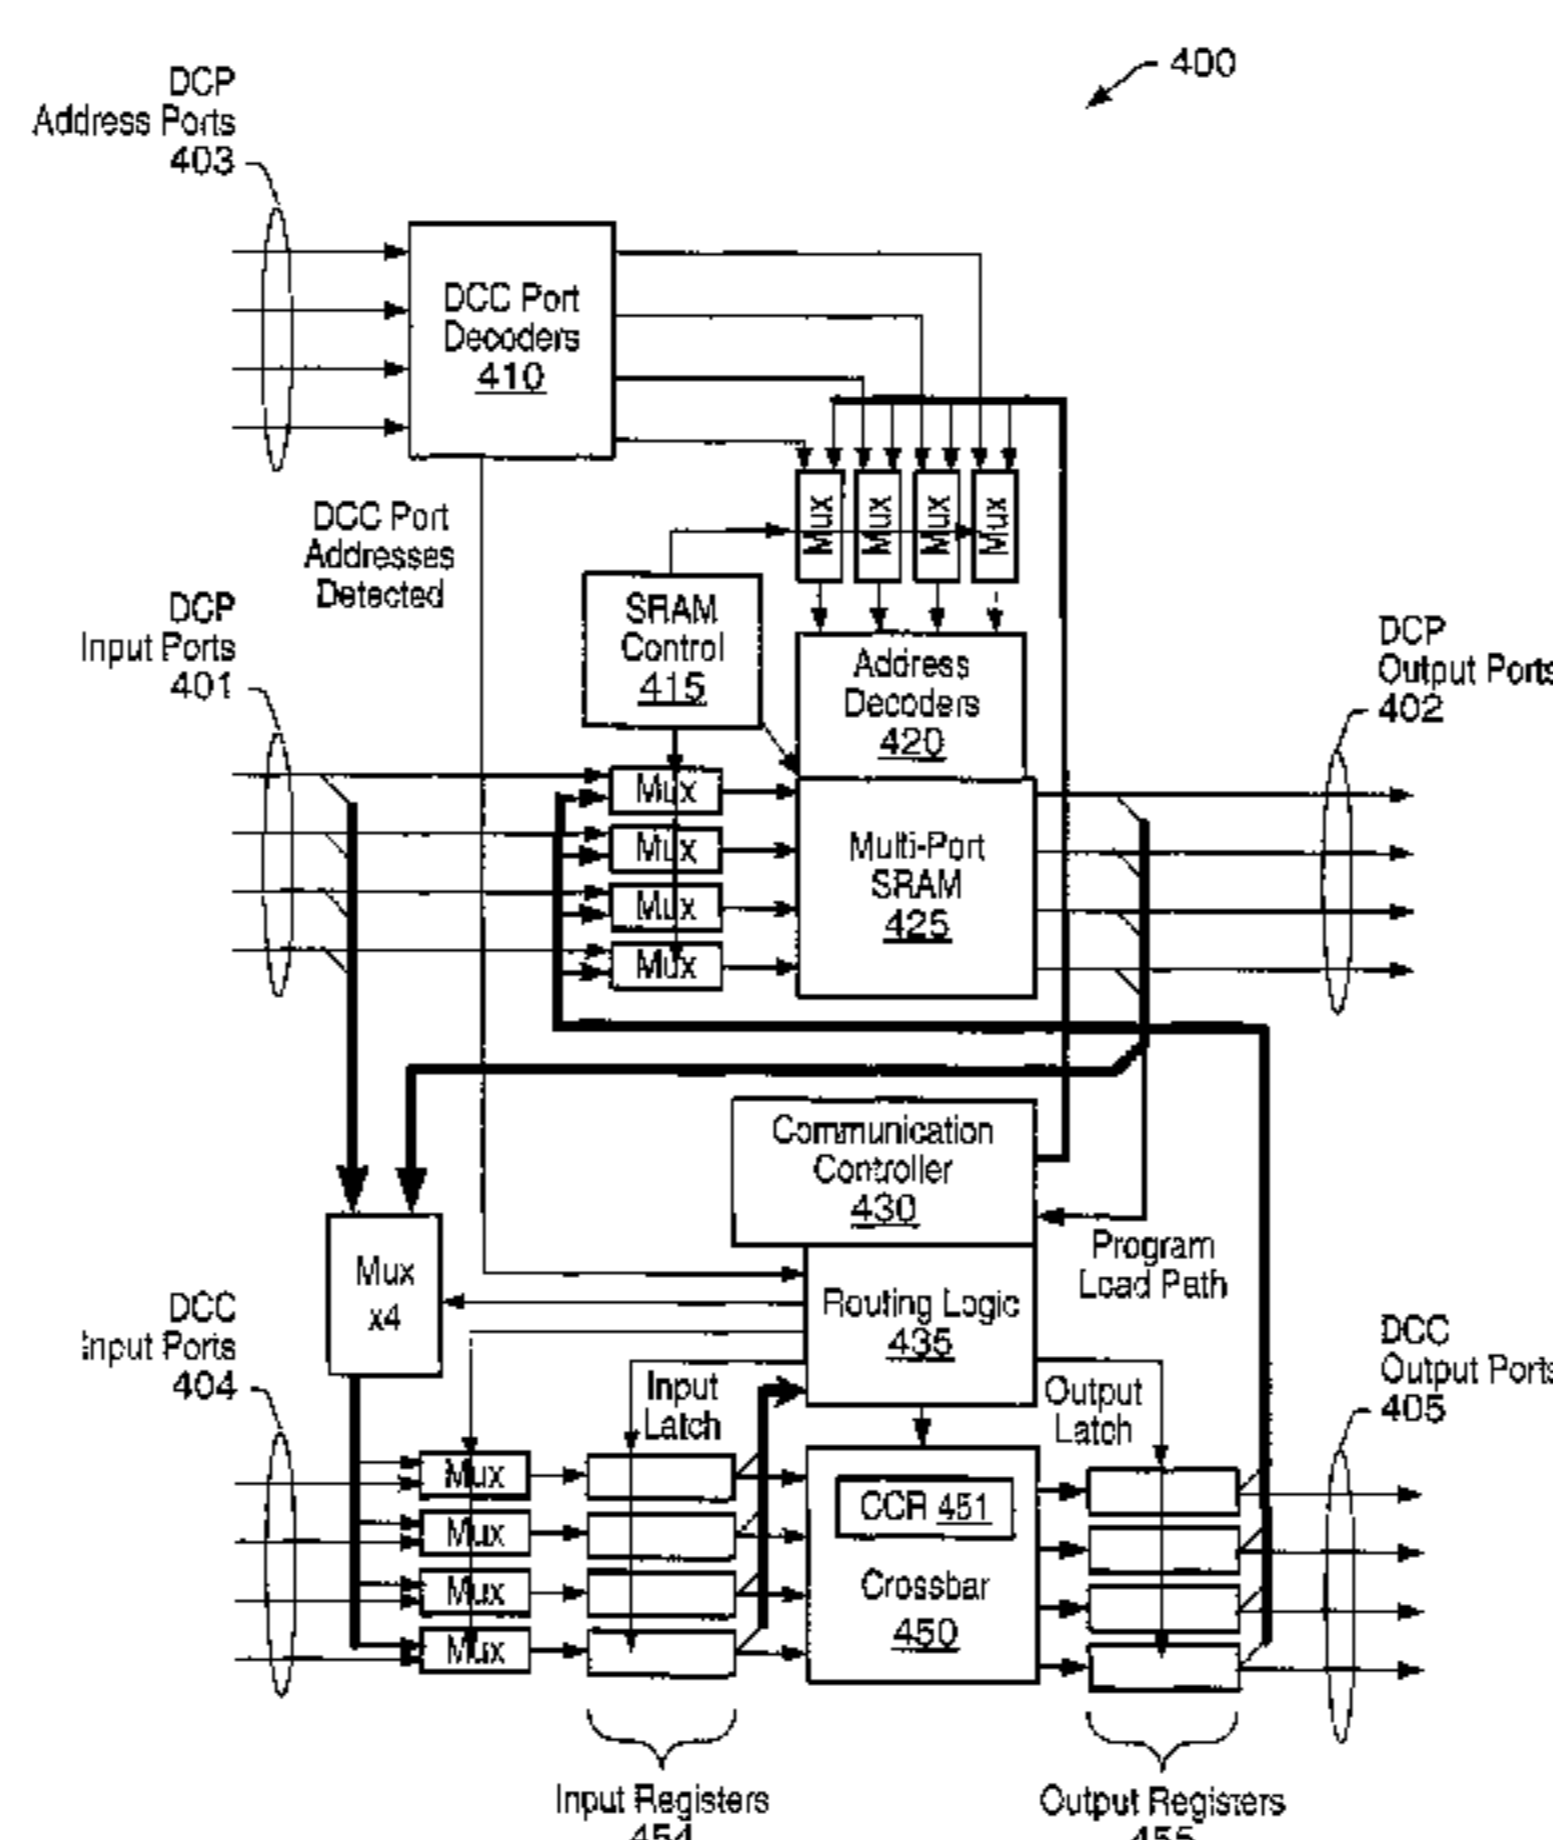 400
DCP
Address Ports
403
DCC Port
Decoders
410
DCC Port
Addresses
Detected
Mux
Mux
Mux
Mux
SRAM
Control
415
DCP
Input Ports
401
Address
Decoders
420
DCP
Output Ports
402
Mux
Mux
Mux
Mux
Multi-Port
SRAM
425
Communication
Controller
430
Program
Load Path
Mux
x4
Routing Logic
435
DCC
Input Ports
404
Input
Latch
Output
Latch
DCC
Output Ports
405
Mux
Mux
Mux
Mux
CCR 451
Crossbar
450
Input Registers
454
Output Registers
455